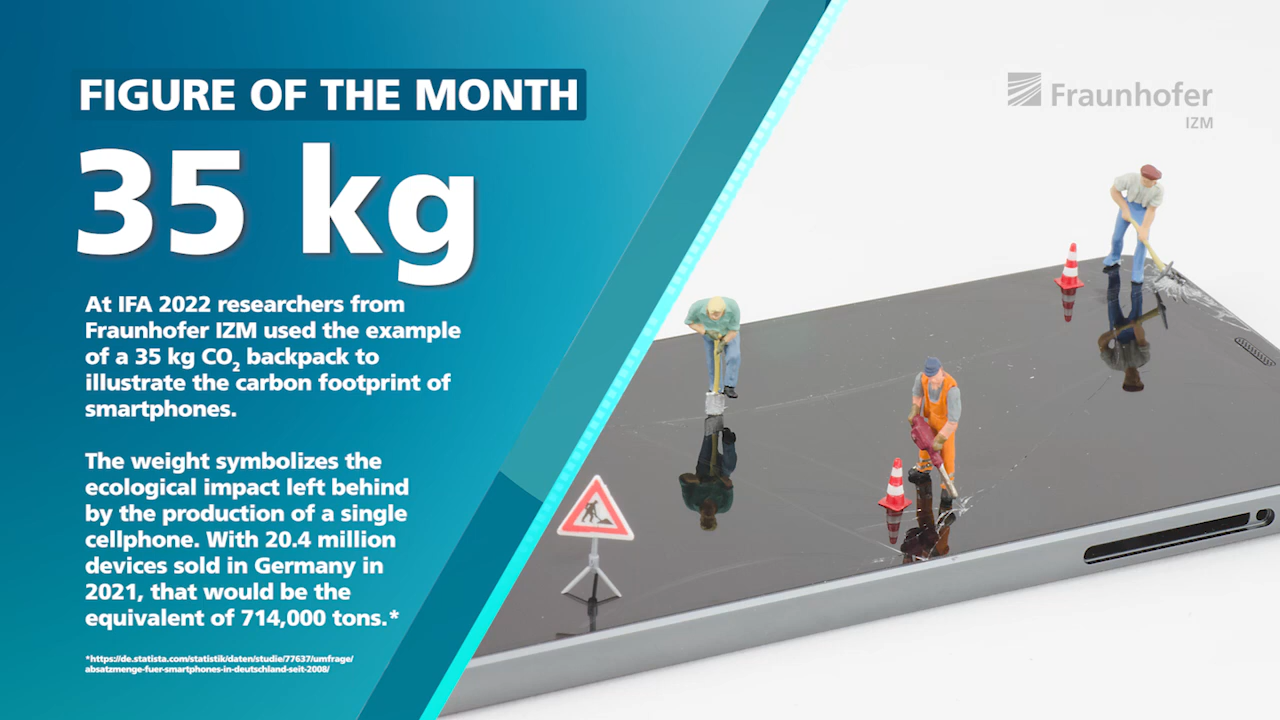 FIGURE OF THE MONTH
35 kg
At IFA 2022 researchers from
Fraunhofer IZM used the example
of a 35 kg CO₂ backpack to
illustrate the carbon footprint of
smartphones.
The weight symbolizes the
ecological impact left behind
by the production of a single
cellphone. With 20.4 million
devices sold in Germany in
2021, that would be the
equivalent of 714,000 tons.*
*https://de.statista.com/statistik/daten/studie/77637/umfrage/
absatzmenge-fuer-smartphones-in-deutschland-seit-2008/
Fraunhofer
IZM